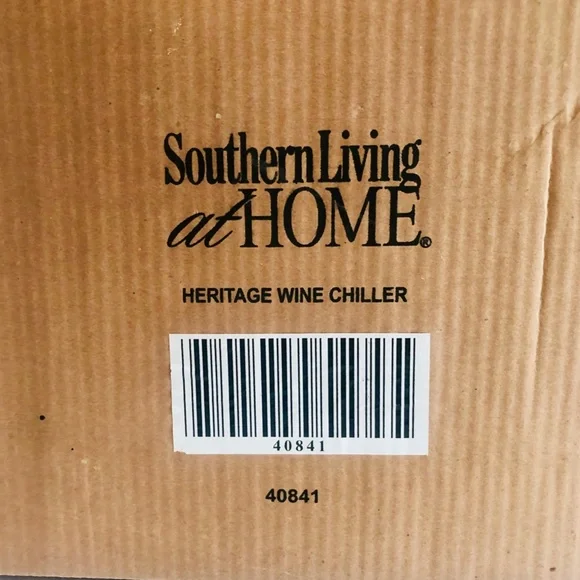 Southern Living
at HOME®
HERITAGE WINE CHILLER
40841
40841